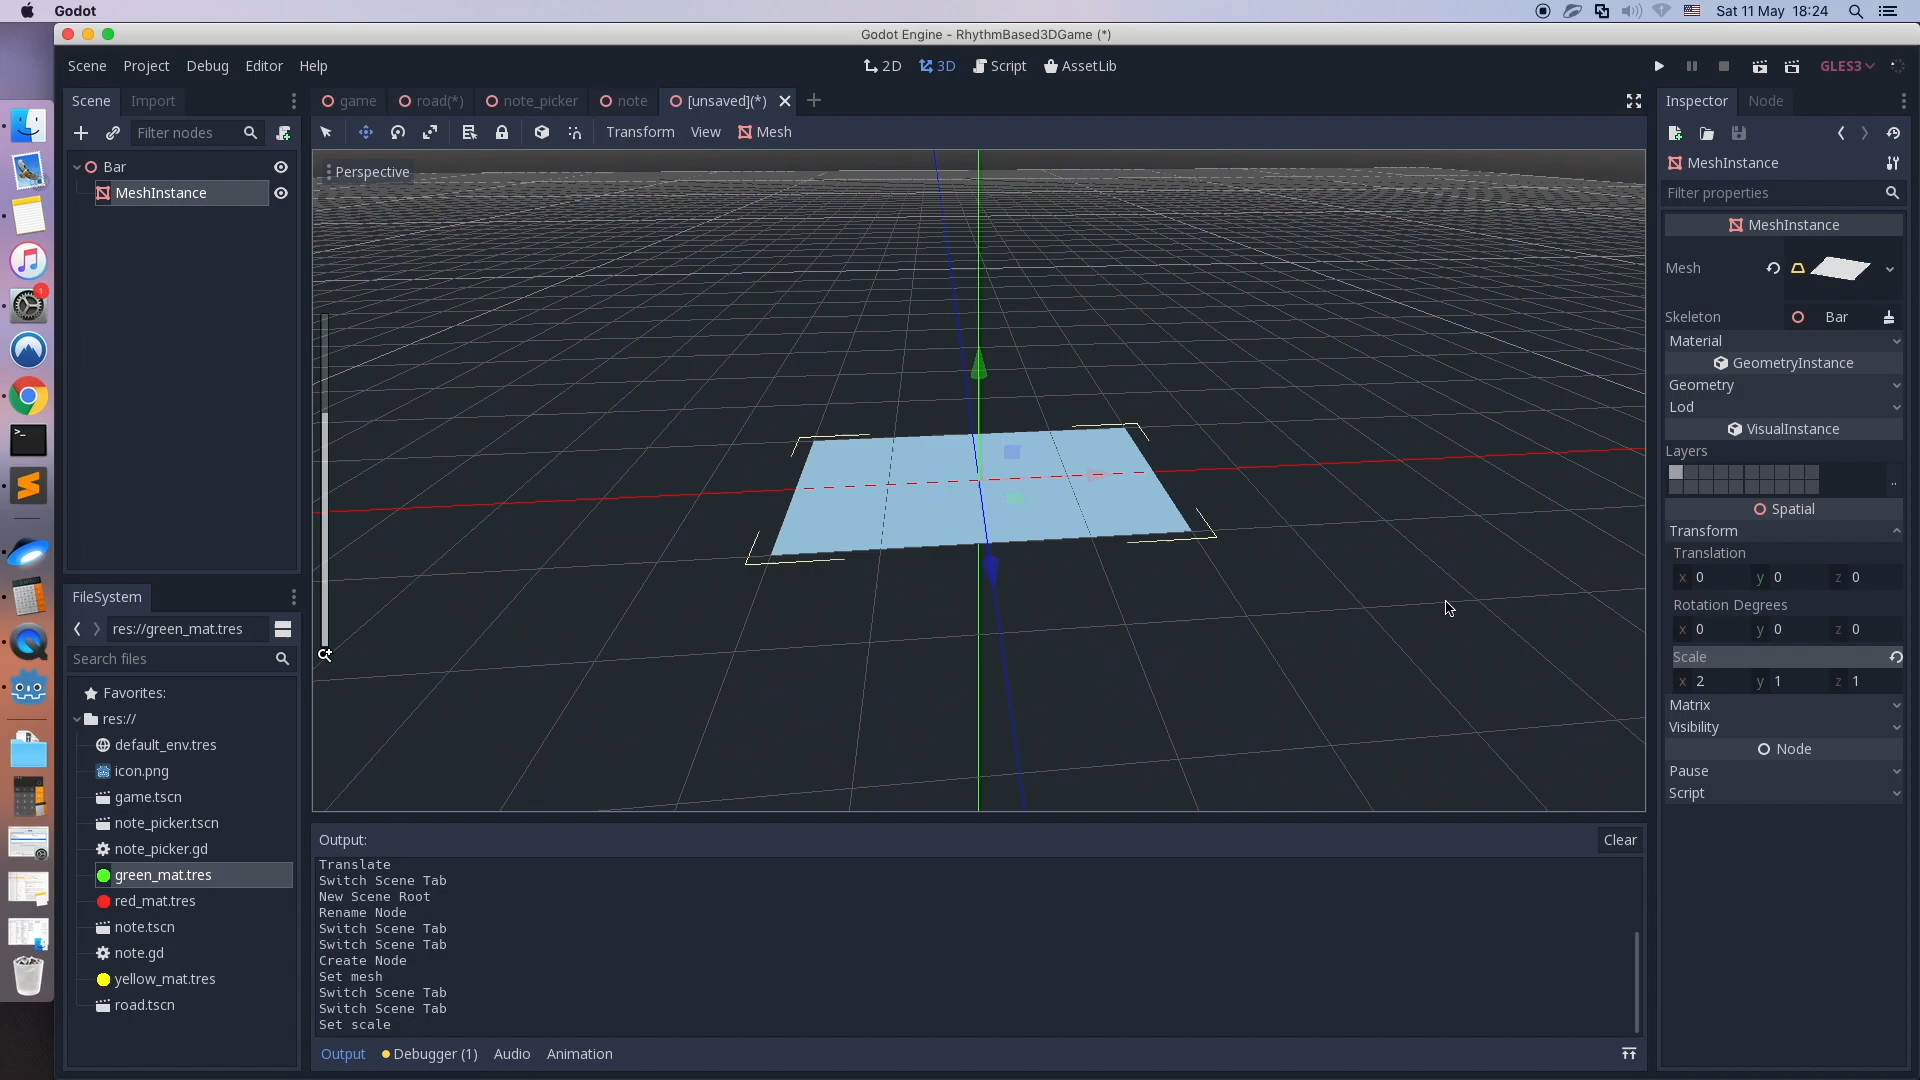 Godot
Sat 11 May 18:24
Godot Engine - RhythmBased3DGame (*)
Scene Project Debug Editor Help
2D 3D Script AssetLib
GLES3
Scene Import
game road(*) note_picker note [unsaved](*)
Inspector Node
Filter nodes
Transform View Mesh
Bar
MeshInstance
Perspective
MeshInstance
Filter properties
MeshInstance
Mesh
Skeleton Bar
Material
GeometryInstance
Geometry
Lod
VisualInstance
Layers
..
Spatial
Transform
Translation
x 0 y 0 z 0
Rotation Degrees
x 0 y 0 z 0
Scale
x 2 y 1 z 1
Matrix
Visibility
Node
Pause
Script
FileSystem
res://green_mat.tres
Search files
Favorites:
res://
default_env.tres
icon.png
game.tscn
note_picker.tscn
note_picker.gd
green_mat.tres
red_mat.tres
note.tscn
note.gd
yellow_mat.tres
road.tscn
Output:
Clear
Translate
Switch Scene Tab
New Scene Root
Rename Node
Switch Scene Tab
Switch Scene Tab
Create Node
Set mesh
Switch Scene Tab
Switch Scene Tab
Set scale
Output Debugger (1) Audio Animation